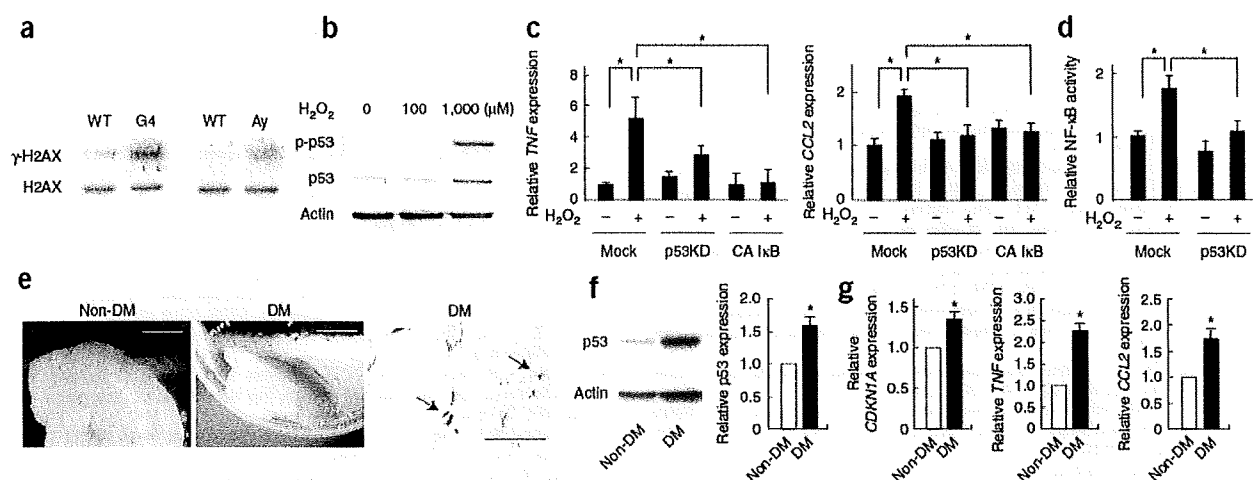 a
WT G4 WT Ay
γ-H2AX
H2AX
b
H2O2 0 100 1,000 (μM)
p-p53
p53
Actin
c
Relative TNF expression
8
6
4
2
0
* * *
H2O2 – + – + – +
Mock p53KD CA IκB
Relative CCL2 expression
2
1
0
* * *
H2O2 – + – + – +
Mock p53KD CA IκB
d
Relative NF-κB activity
2
1
0
* *
H2O2 – + – +
Mock p53KD
e
Non-DM DM DM
f
p53
Actin
Non-DM DM
Relative p53 expression
2.0
1.5
1.0
0.5
0
*
Non-DM DM
g
Relative CDKN1A expression
1.5
1.0
0.5
0
*
Non-DM DM
Relative TNF expression
3.0
2.5
2.0
1.5
1.0
0.5
0
*
Non-DM DM
Relative CCL2 expression
2.5
2.0
1.5
1.0
0.5
0
*
Non-DM DM